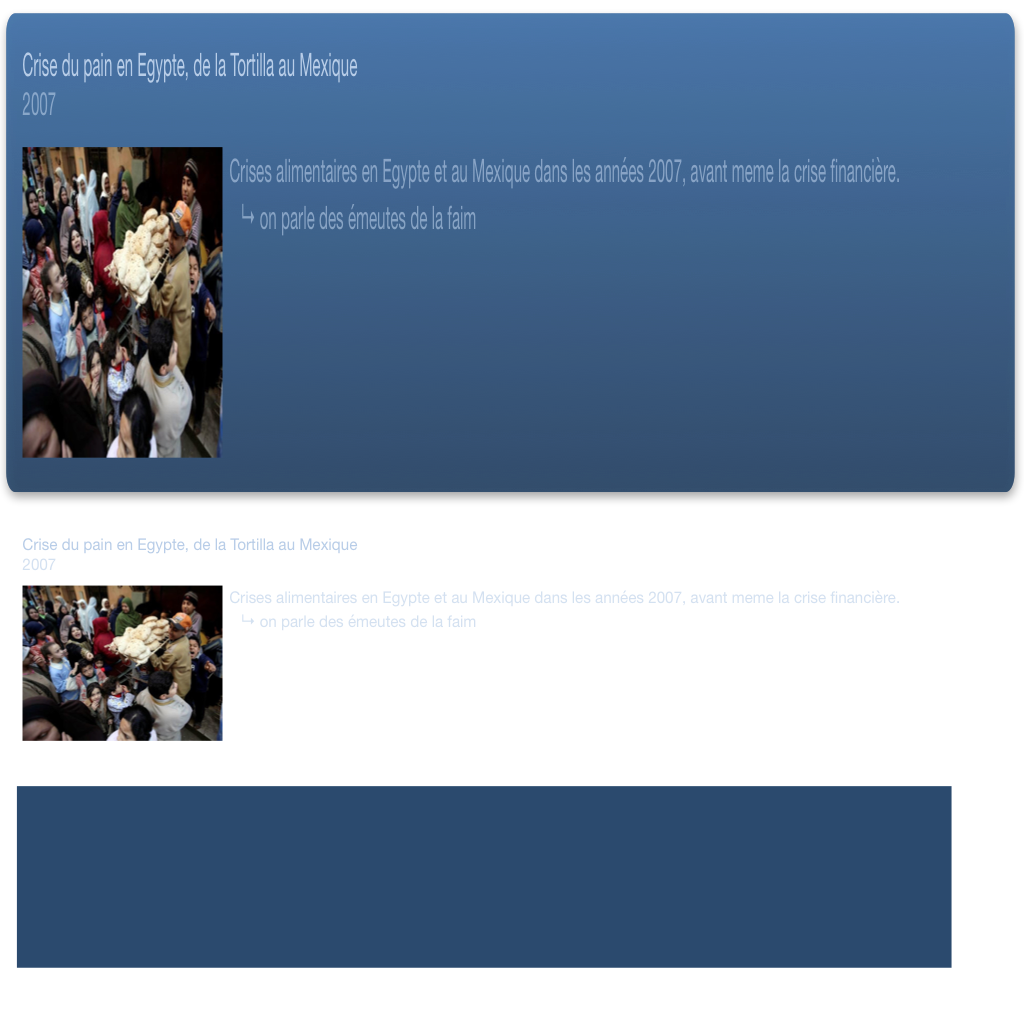 Crise du pain en Egypte, de la Tortilla au Mexique
2007
Crises alimentaires en Egypte et au Mexique dans les années 2007, avant meme la crise financière.
↳ on parle des émeutes de la faim
Crise du pain en Egypte, de la Tortilla au Mexique
2007
Crises alimentaires en Egypte et au Mexique dans les années 2007, avant meme la crise financière.
↳ on parle des émeutes de la faim